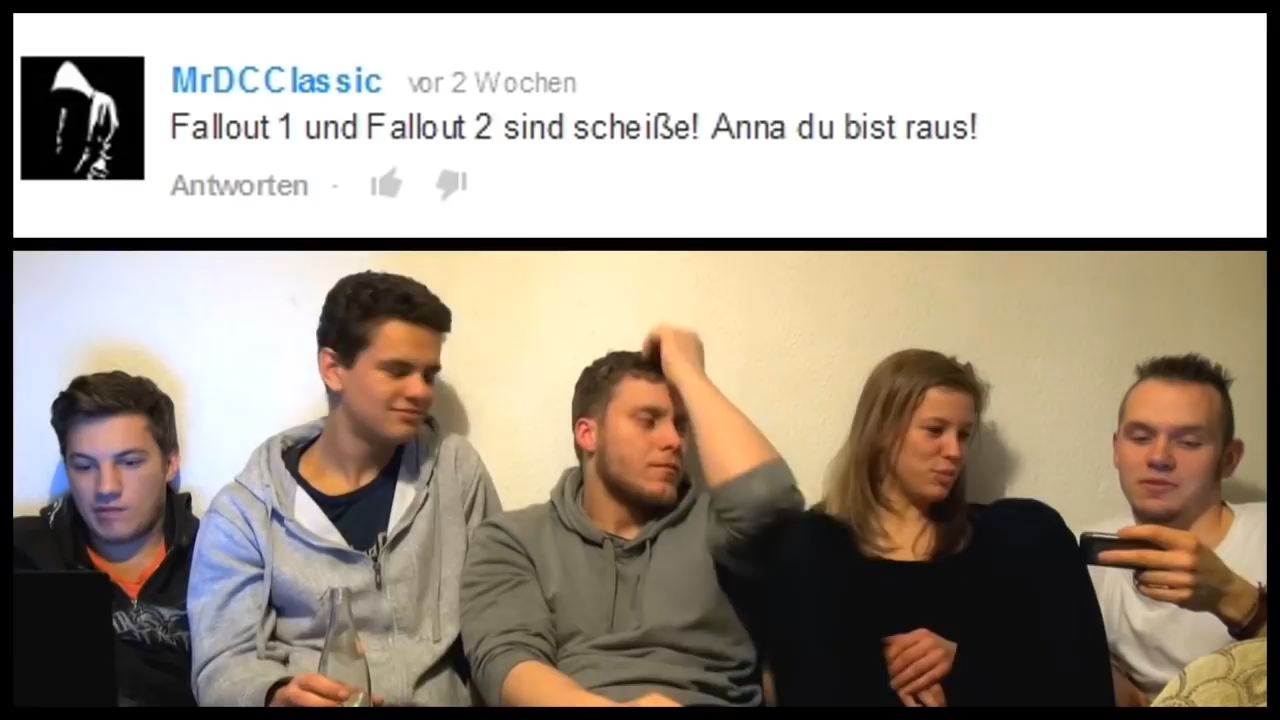 MrDCClassic vor 2 Wochen
Fallout 1 und Fallout 2 sind scheiße! Anna du bist raus!
Antworten ·